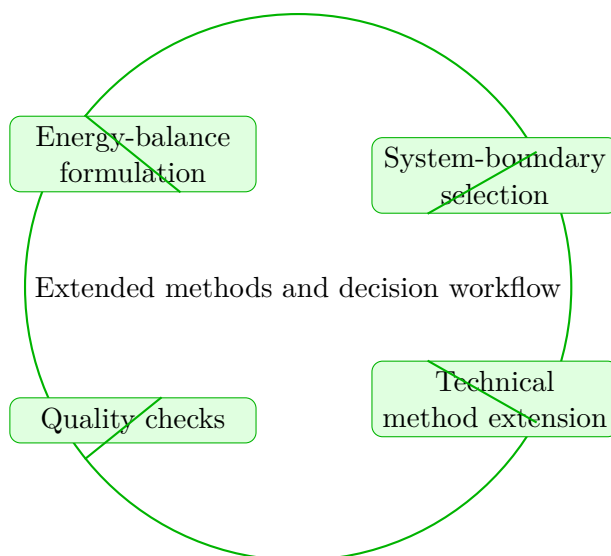 Energy-balance
formulation
System-boundary
selection
Extended methods and decision workflow
Quality checks
Technical
method extension